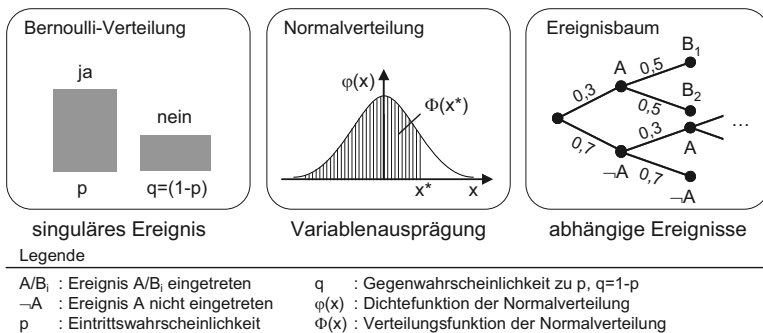 Bernoulli-Verteilung
ja
nein
p
q=(1-p)
singuläres Ereignis
Normalverteilung
φ(x)
Φ(x*)
x*
x
Variablenausprägung
Ereignisbaum
0,3
0,7
A
¬A
0,5
0,5
0,3
0,7
B₁
B₂
A
...
¬A
abhängige Ereignisse
Legende
A/Bᵢ : Ereignis A/Bᵢ eingetreten
¬A : Ereignis A nicht eingetreten
p : Eintrittswahrscheinlichkeit
q : Gegenwahrscheinlichkeit zu p, q=1-p
φ(x) : Dichtefunktion der Normalverteilung
Φ(x) : Verteilungsfunktion der Normalverteilung